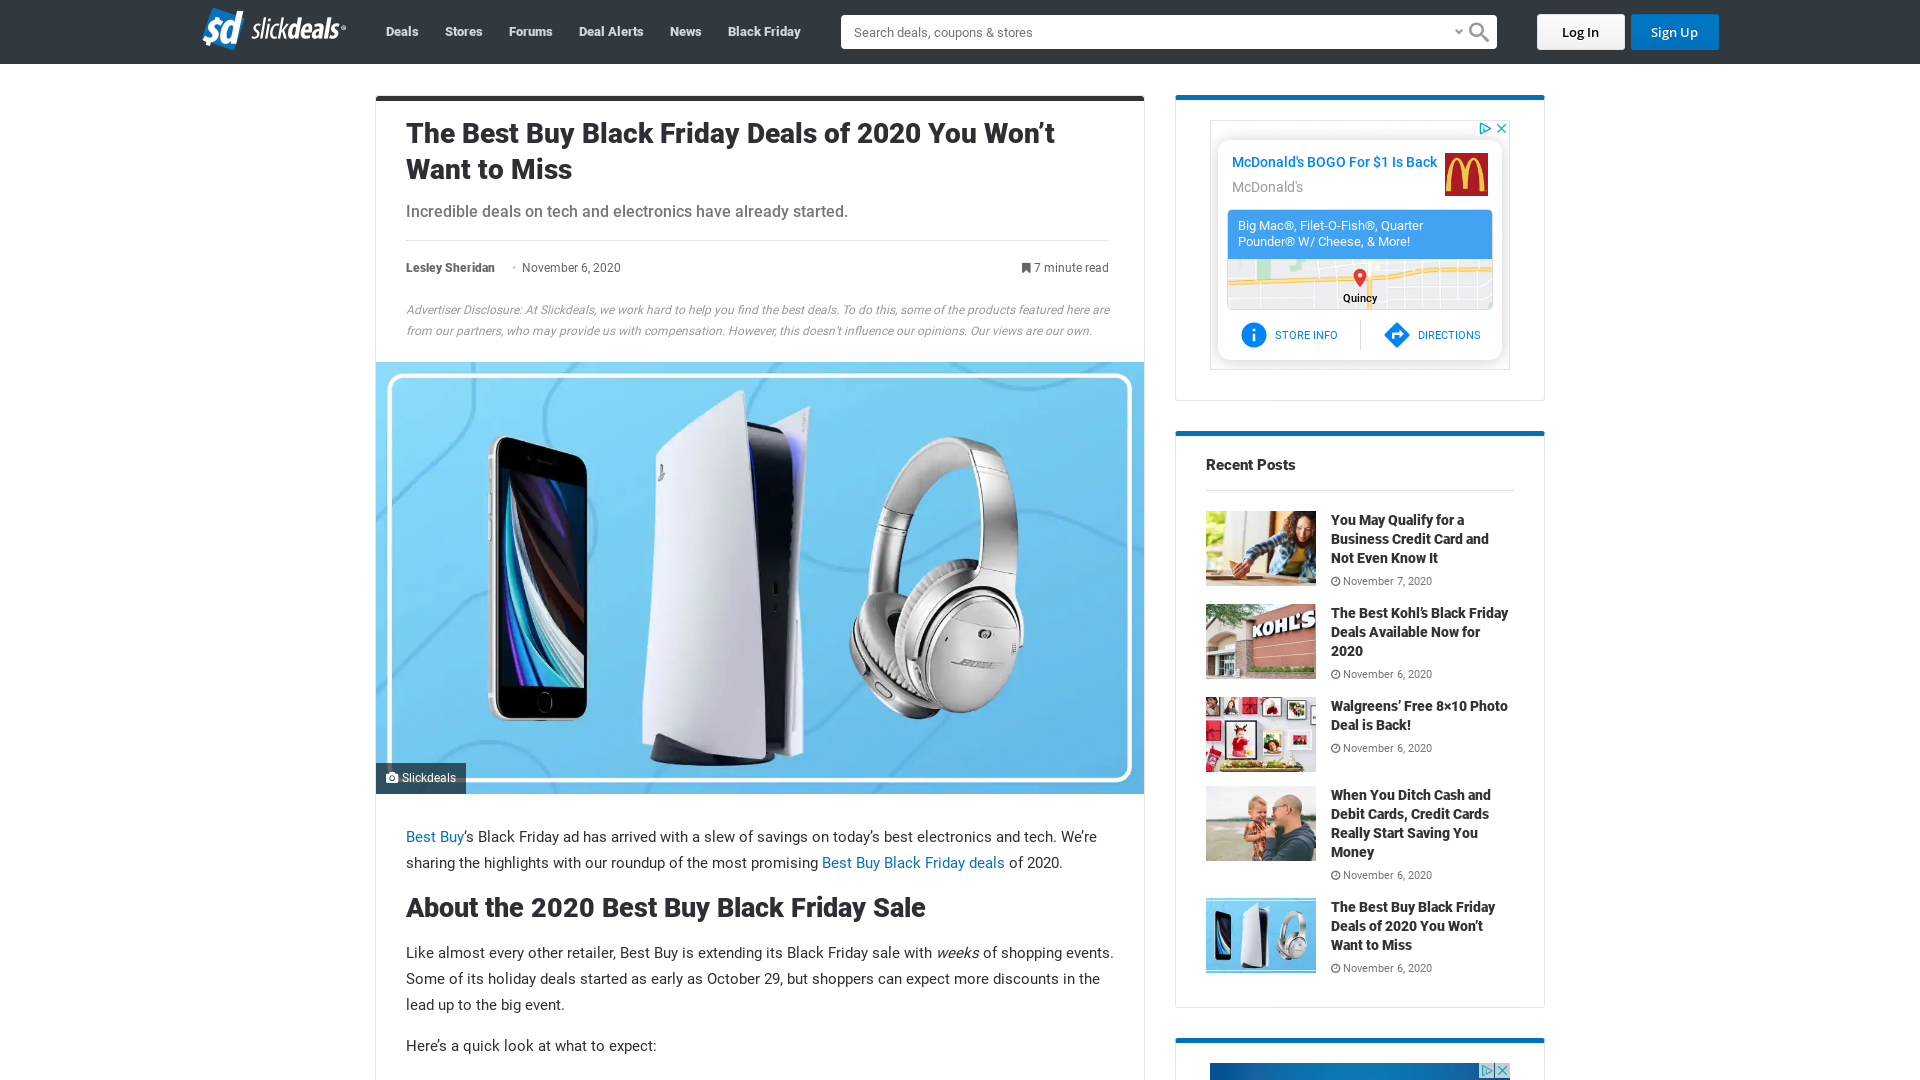 sd slickdeals®
Deals
Stores
Forums
Deal Alerts
News
Black Friday
Search deals, coupons & stores
Log In
Sign Up
The Best Buy Black Friday Deals of 2020 You Won’t
Want to Miss
Incredible deals on tech and electronics have already started.
Lesley Sheridan • November 6, 2020
7 minute read
Advertiser Disclosure: At Slickdeals, we work hard to help you find the best deals. To do this, some of the products featured here are
from our partners, who may provide us with compensation. However, this doesn’t influence our opinions. Our views are our own.
BOSE
Slickdeals
Best Buy‘s Black Friday ad has arrived with a slew of savings on today’s best electronics and tech. We’re
sharing the highlights with our roundup of the most promising Best Buy Black Friday deals of 2020.
About the 2020 Best Buy Black Friday Sale
Like almost every other retailer, Best Buy is extending its Black Friday sale with weeks of shopping events.
Some of its holiday deals started as early as October 29, but shoppers can expect more discounts in the
lead up to the big event.
Here’s a quick look at what to expect:
McDonald's BOGO For $1 Is Back
McDonald's
Big Mac®, Filet-O-Fish®, Quarter
Pounder® W/ Cheese, & More!
Quincy
STORE INFO
DIRECTIONS
Recent Posts
You May Qualify for a
Business Credit Card and
Not Even Know It
November 7, 2020
KOHL'S
The Best Kohl’s Black Friday
Deals Available Now for
2020
November 6, 2020
Walgreens’ Free 8×10 Photo
Deal is Back!
November 6, 2020
When You Ditch Cash and
Debit Cards, Credit Cards
Really Start Saving You
Money
November 6, 2020
The Best Buy Black Friday
Deals of 2020 You Won’t
Want to Miss
November 6, 2020